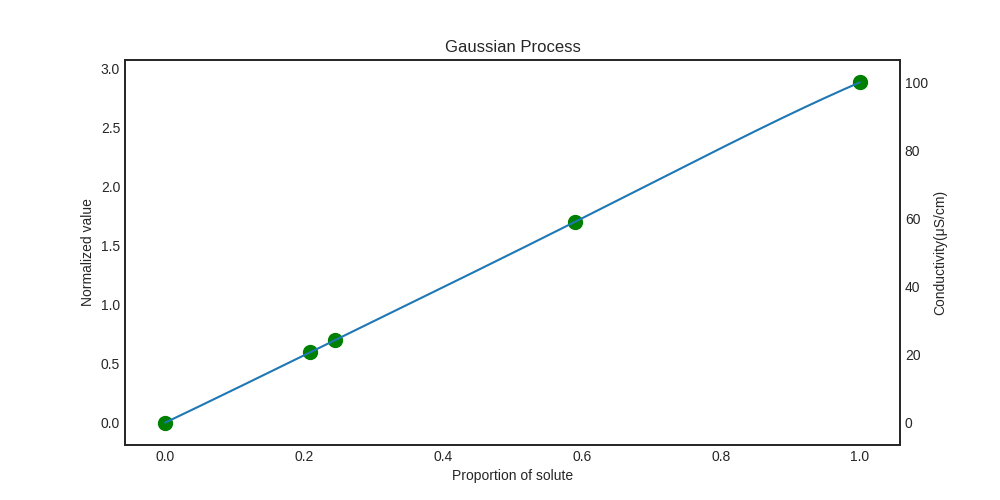 Gaussian Process
3.0
2.5
2.0
1.5
1.0
0.5
0.0
Normalized value
100
80
60
40
20
0
Conductivity(μS/cm)
0.0 0.2 0.4 0.6 0.8 1.0
Proportion of solute